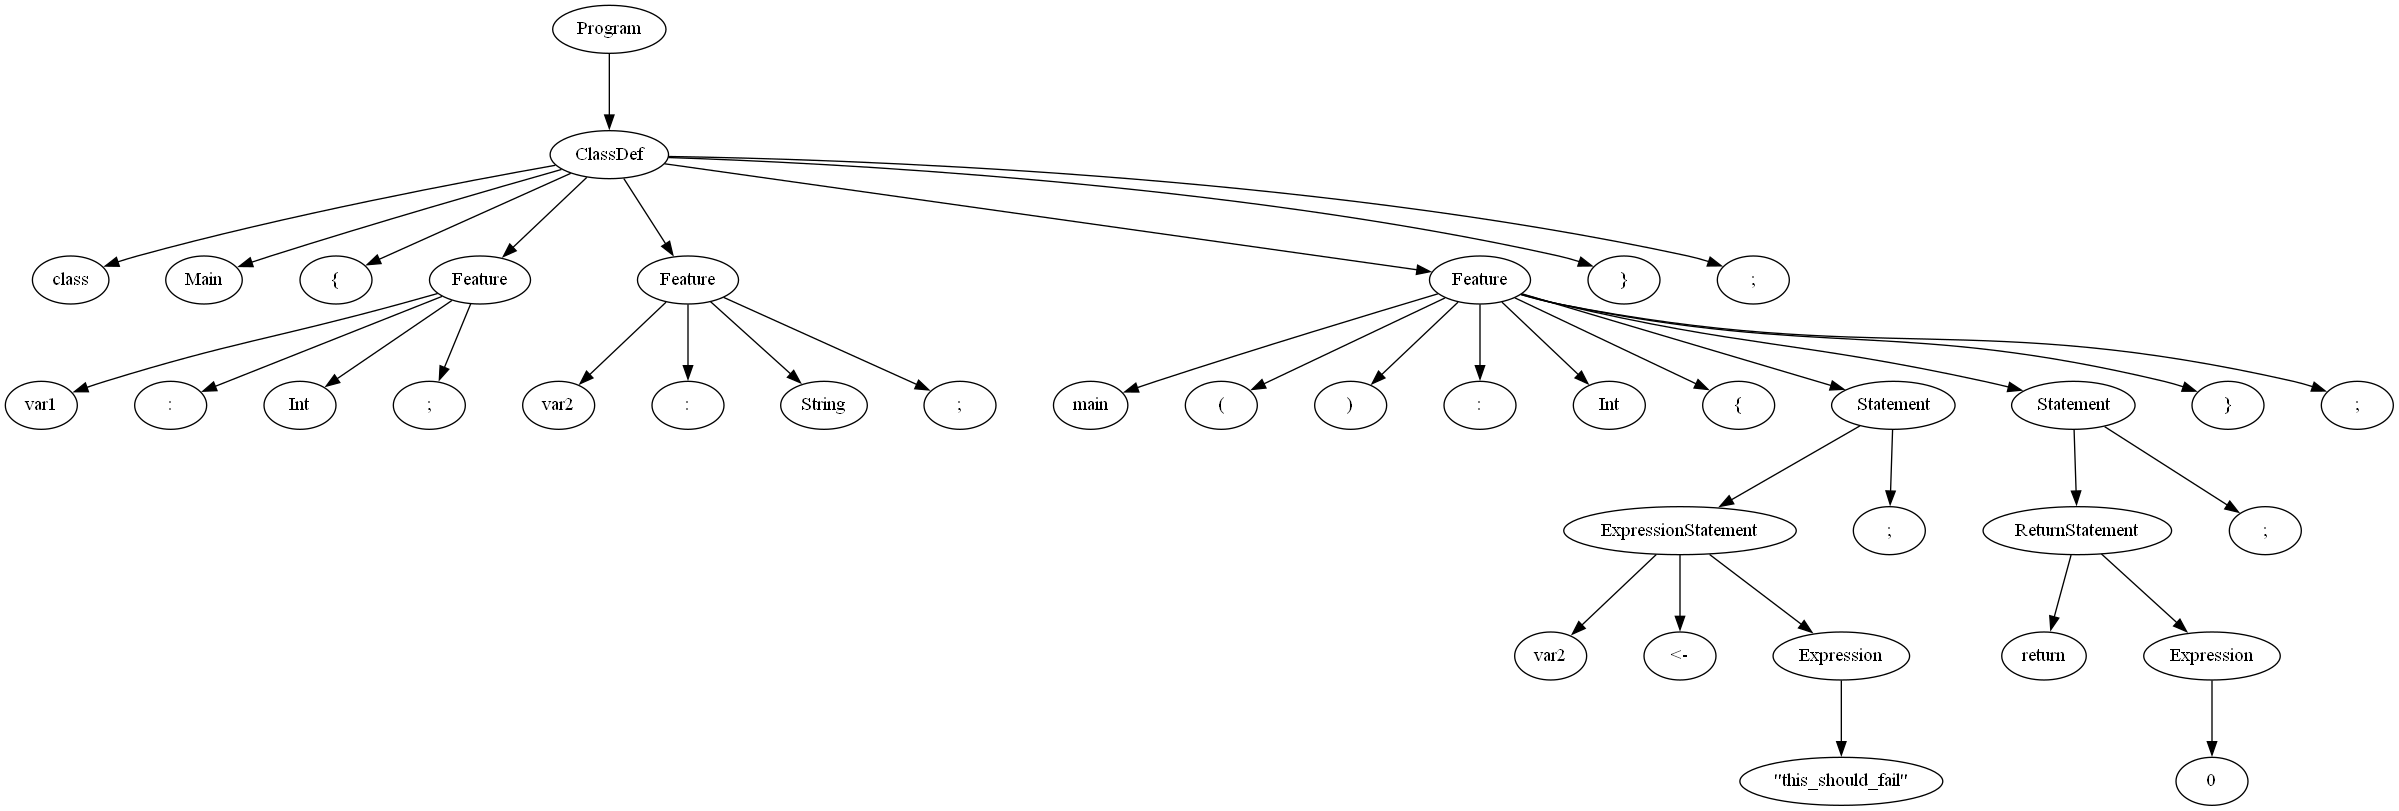 Program
ClassDef
class Main { Feature Feature Feature } ;
var1 : Int ; var2 : String ; main ( ) : Int { Statement Statement } ;
ExpressionStatement ; ReturnStatement ;
var2 <- Expression return Expression
"this_should_fail" 0